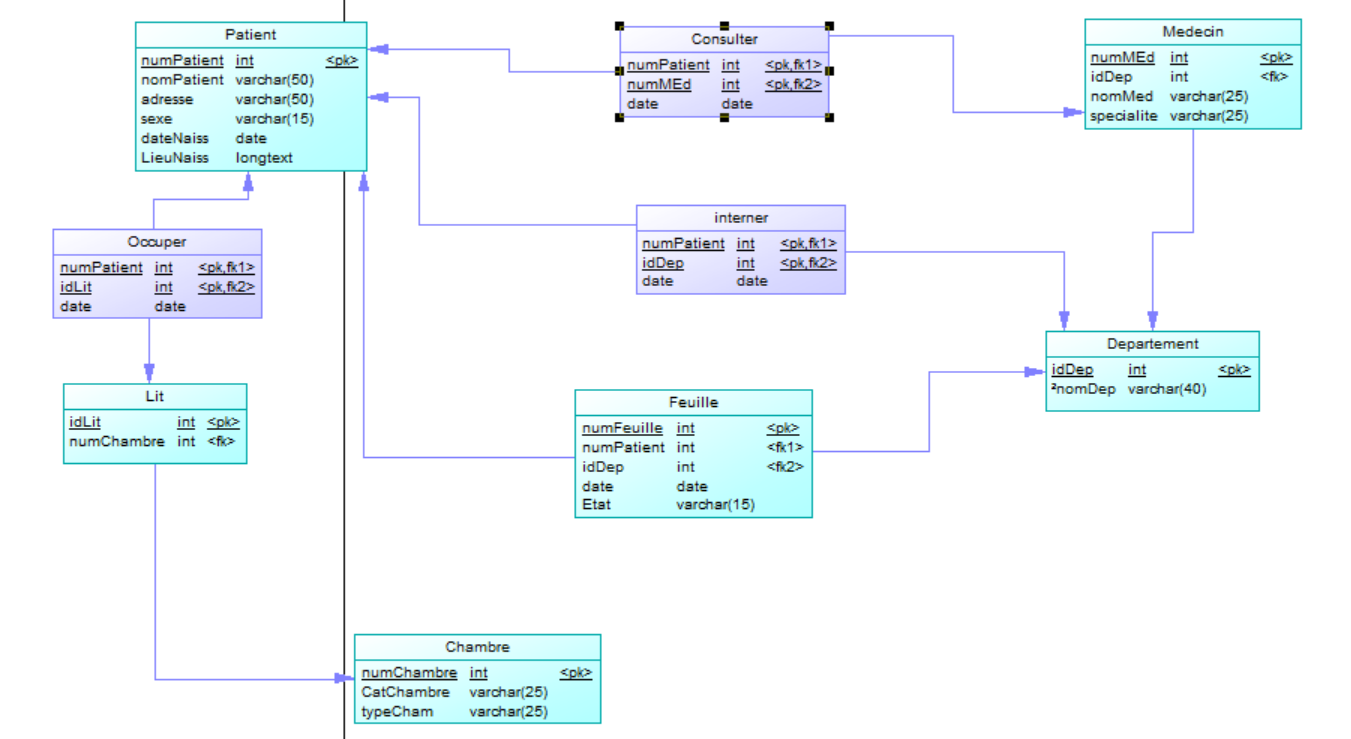 Patient
numPatient int <pk>
nomPatient varchar(50)
adresse varchar(50)
sexe varchar(15)
dateNaiss date
LieuNaiss longtext
Consulter
numPatient int <pk,fk1>
numMEd int <pk,fk2>
date date
Medecin
numMEd int <pk>
idDep int <fk>
nomMed varchar(25)
specialite varchar(25)
Occuper
numPatient int <pk,fk1>
idLit int <pk,fk2>
date date
interner
numPatient int <pk,fk1>
idDep int <pk,fk2>
date date
Departement
idDep int <pk>
²nomDep varchar(40)
Lit
idLit int <pk>
numChambre int <fk>
Feuille
numFeuille int <pk>
numPatient int <fk1>
idDep int <fk2>
date date
Etat varchar(15)
Chambre
numChambre int <pk>
CatChambre varchar(25)
typeCham varchar(25)